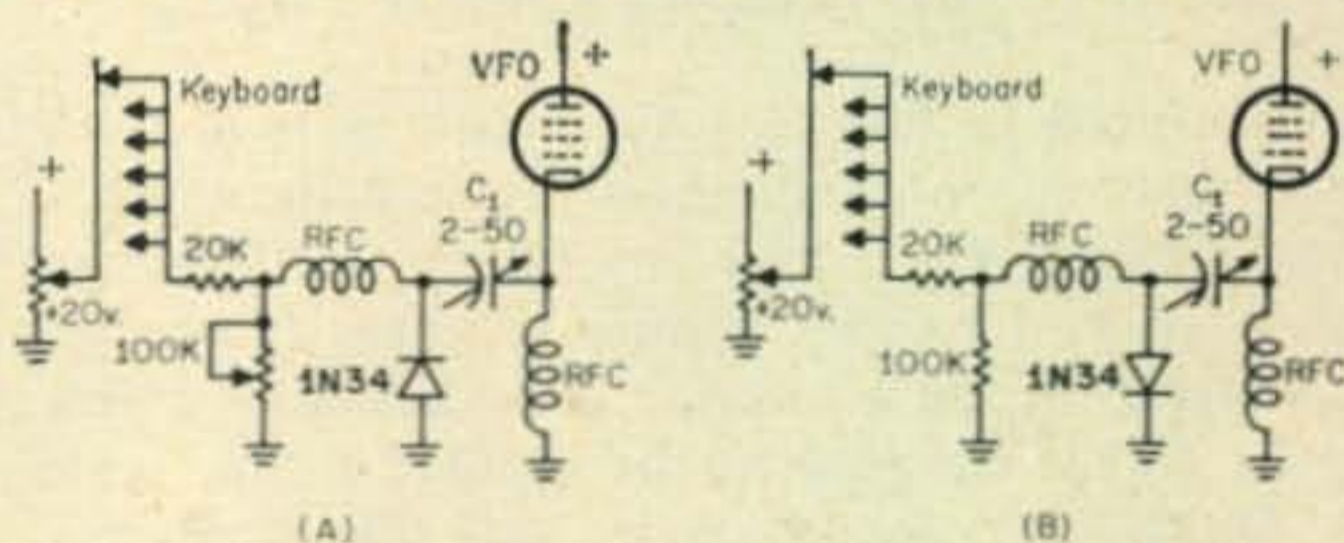 VFO +
Keyboard
+
C₁
2-50
20K
RFC
+20v.
100K
1N34
RFC
(A)
VFO +
Keyboard
+
C₁
2-50
20K
RFC
+20v.
100K
1N34
RFC
(B)